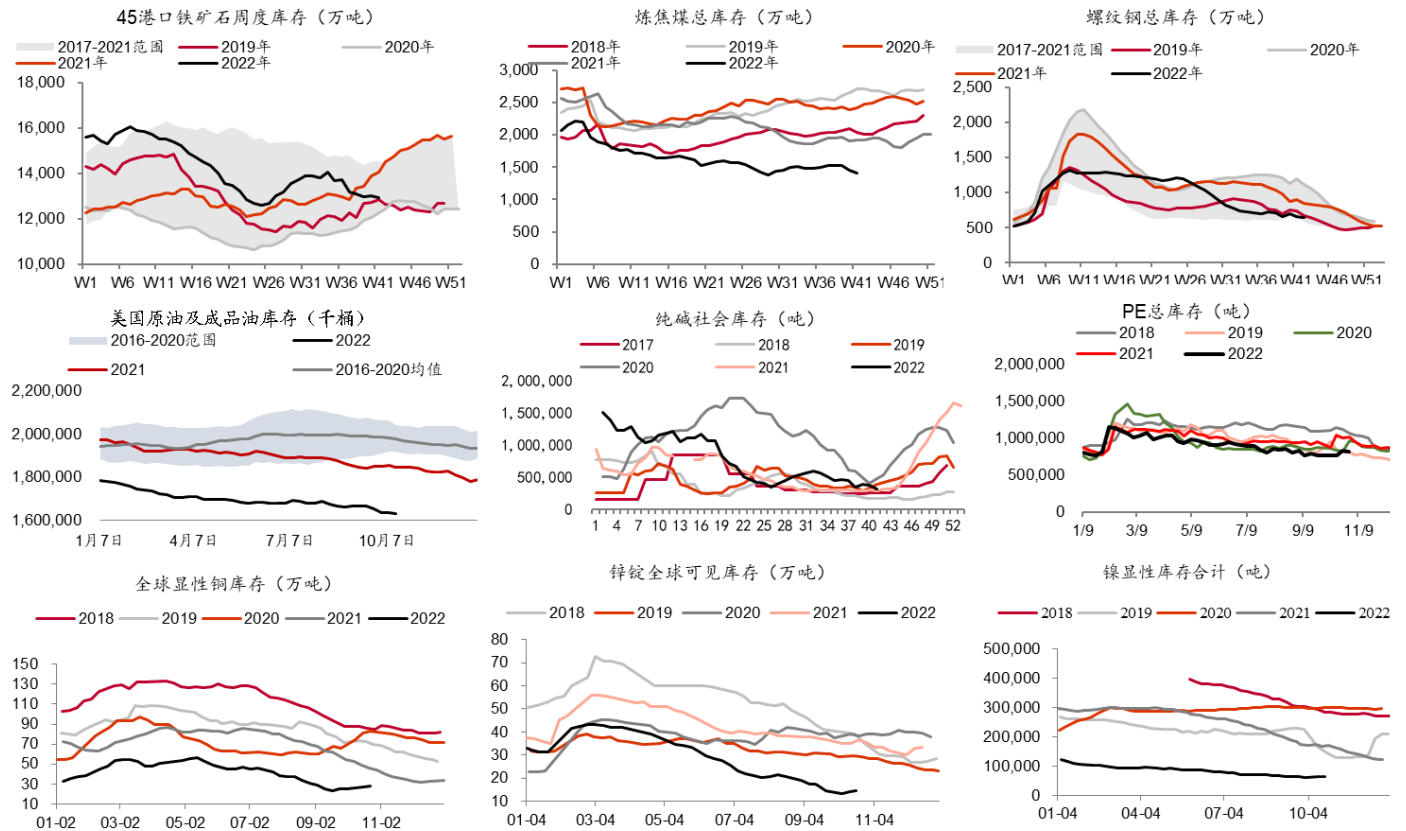 45港口铁矿石周度库存（万吨）
2017-2021范围 2019年 2020年
2021年 2022年
18,000
16,000
14,000
12,000
10,000
W1 W6 W11 W16 W21 W26 W31 W36 W41 W46 W51
炼焦煤总库存（万吨）
2018年 2019年 2020年
2021年 2022年
3,000
2,500
2,000
1,500
1,000
500
0
W1 W6 W11 W16 W21 W26 W31 W36 W41 W46 W51
螺纹钢总库存（万吨）
2017-2021范围 2019年 2020年
2021年 2022年
2,500
2,000
1,500
1,000
500
0
W1 W6 W11 W16 W21 W26 W31 W36 W41 W46 W51
美国原油及成品油库存（千桶）
2016-2020范围 2022
2021 2016-2020均值
2,200,000
2,000,000
1,800,000
1,600,000
1月7日 4月7日 7月7日 10月7日
纯碱社会库存（吨）
2017 2018 2019
2020 2021 2022
2,000,000
1,500,000
1,000,000
500,000
0
1 4 7 10 13 16 19 22 25 28 31 34 37 40 43 46 49 52
PE总库存（吨）
2018 2019 2020
2021 2022
2,000,000
1,500,000
1,000,000
500,000
0
1/9 3/9 5/9 7/9 9/9 11/9
全球显性铜库存（万吨）
2018 2019 2020 2021 2022
150
130
110
90
70
50
30
10
01-02 03-02 05-02 07-02 09-02 11-02
锌锭全球可见库存（万吨）
2018 2019 2020 2021 2022
80
70
60
50
40
30
20
10
01-04 03-04 05-04 07-04 09-04 11-04
镍显性库存合计（吨）
2018 2019 2020 2021 2022
500,000
400,000
300,000
200,000
100,000
0
01-04 04-04 07-04 10-04